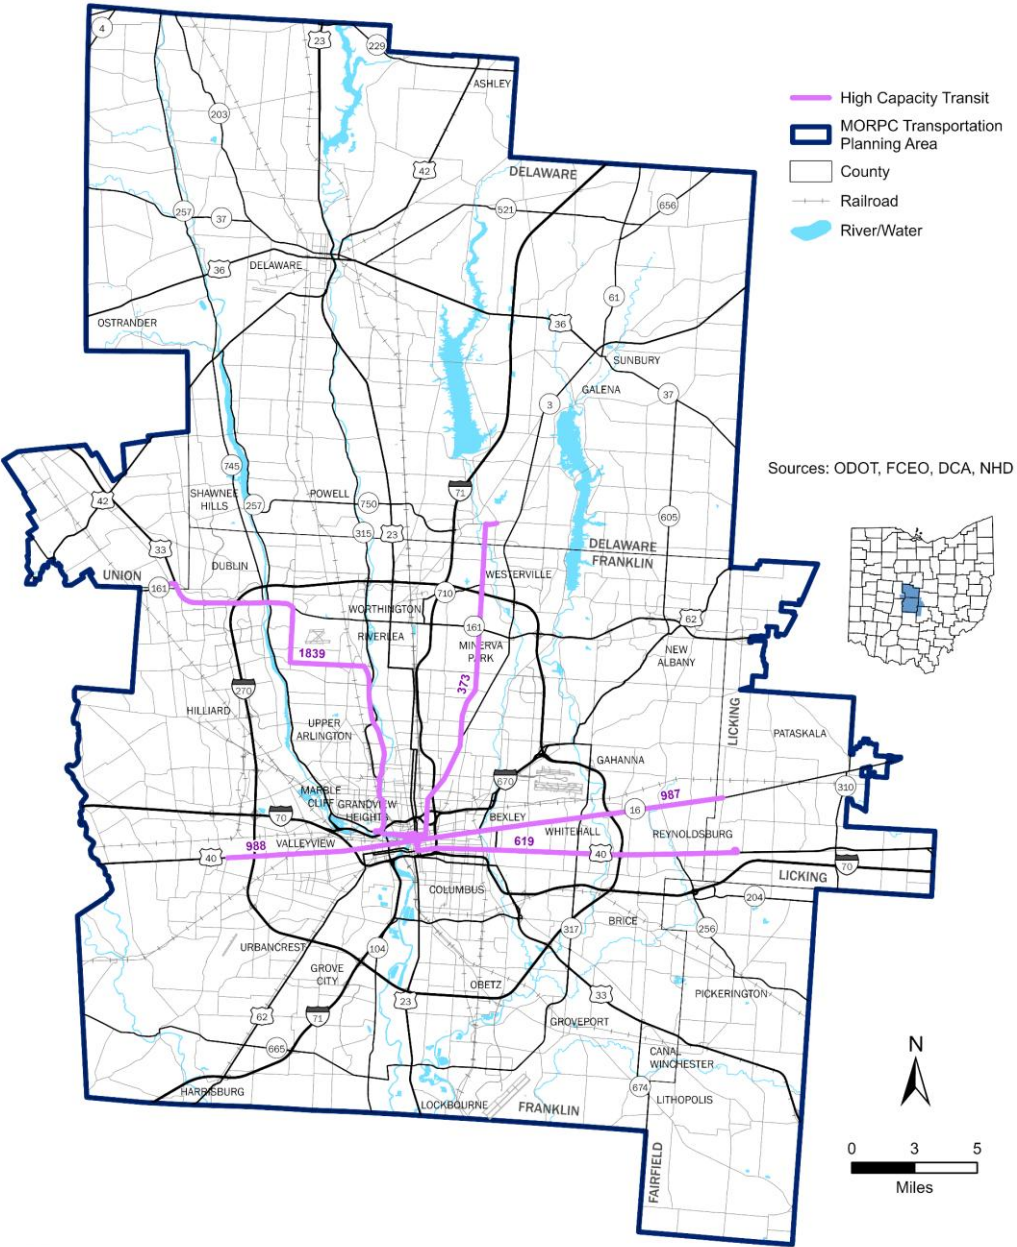 4
23
229
ASHLEY
203
42
High Capacity Transit
MORPC Transportation
Planning Area
County
Railroad
River/Water
DELAWARE
257
37
521
656
36
DELAWARE
61
OSTRANDER
36
SUNBURY
GALENA
3
37
745
SHAWNEE
HILLS
257
POWELL
750
71
Sources: ODOT, FCEO, DCA, NHD
42
33
315
23
605
UNION
161
DUBLIN
WESTERVILLE
DELAWARE
FRANKLIN
710
WORTHINGTON
RIVERLEA
161
62
1839
MINERVA
PARK
NEW
ALBANY
373
270
HILLIARD
UPPER
ARLINGTON
LICKING
PATASKALA
GAHANNA
670
MARBLE
CLIFF
GRANDVIEW
HEIGHTS
987
310
70
BEXLEY
16
WHITEHALL
REYNOLDSBURG
988
VALLEYVIEW
619
40
40
70
COLUMBUS
LICKING
204
BRICE
317
256
URBANCREST
104
GROVE
CITY
OBETZ
23
33
PICKERINGTON
62
71
GROVEPORT
665
CANAL
WINCHESTER
N
HARRISBURG
674
LITHOPOLIS
LOCKBOURNE
FRANKLIN
FAIRFIELD
0 3 5
Miles